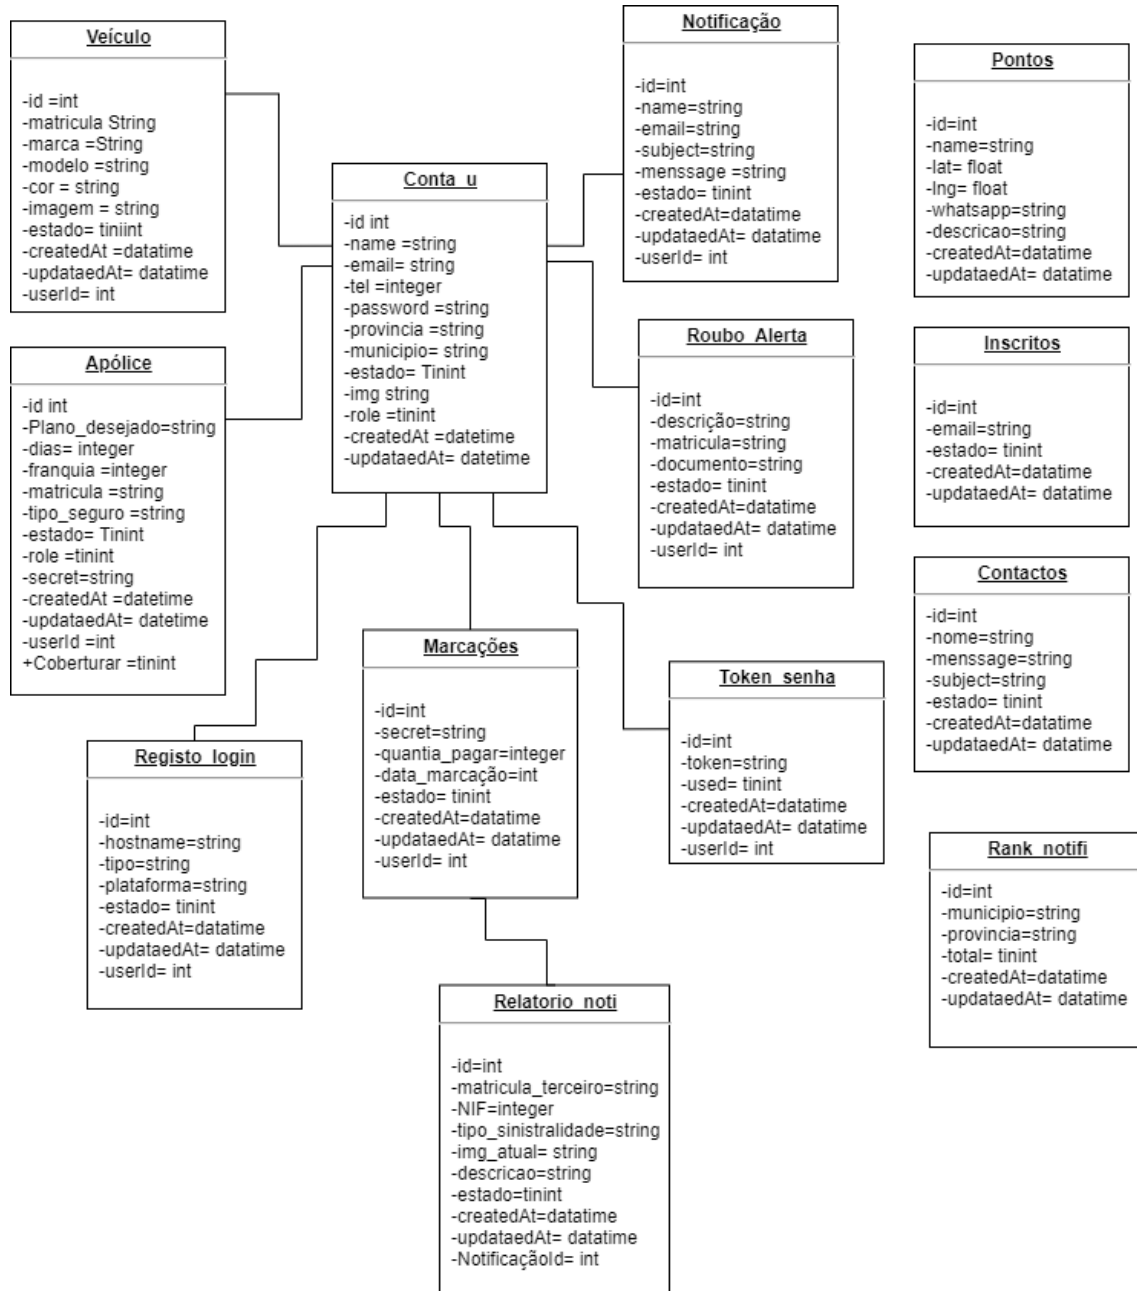 Veículo
-id =int
-matricula String
-marca =String
-modelo =string
-cor = string
-imagem = string
-estado= tiniint
-createdAt =datatime
-updataedAt= datatime
-userId= int
Notificação
-id=int
-name=string
-email=string
-subject=string
-menssage =string
-estado= tinint
-createdAt=datatime
-updataedAt= datatime
-userId= int
Pontos
-id=int
-name=string
-lat= float
-lng= float
-whatsapp=string
-descricao=string
-createdAt=datatime
-updataedAt= datatime
Conta_u
-id int
-name =string
-email= string
-tel =integer
-password =string
-provincia =string
-municipio= string
-estado= Tinint
-img string
-role =tinint
-createdAt =datetime
-updataedAt= datetime
Apólice
-id int
-Plano_desejado=string
-dias= integer
-franquia =integer
-matricula =string
-tipo_seguro =string
-estado= Tinint
-role =tinint
-secret=string
-createdAt =datetime
-updataedAt= datetime
-userId =int
+Coberturar =tinint
Roubo_Alerta
-id=int
-descrição=string
-matricula=string
-documento=string
-estado= tinint
-createdAt=datatime
-updataedAt= datatime
-userId= int
Inscritos
-id=int
-email=string
-estado= tinint
-createdAt=datatime
-updataedAt= datatime
Contactos
-id=int
-nome=string
-menssage=string
-subject=string
-estado= tinint
-createdAt=datatime
-updataedAt= datatime
Marcações
-id=int
-secret=string
-quantia_pagar=integer
-data_marcação=int
-estado= tinint
-createdAt=datatime
-updataedAt= datatime
-userId= int
Token_senha
-id=int
-token=string
-used= tinint
-createdAt=datatime
-updataedAt= datatime
-userId= int
Registo_login
-id=int
-hostname=string
-tipo=string
-plataforma=string
-estado= tinint
-createdAt=datatime
-updataedAt= datatime
-userId= int
Rank_notifi
-id=int
-municipio=string
-provincia=string
-total= tinint
-createdAt=datatime
-updataedAt= datatime
Relatorio_noti
-id=int
-matricula_terceiro=string
-NIF=integer
-tipo_sinistralidade=string
-img_atual= string
-descricao=string
-estado=tinint
-createdAt=datatime
-updataedAt= datatime
-NotificaçãoId= int